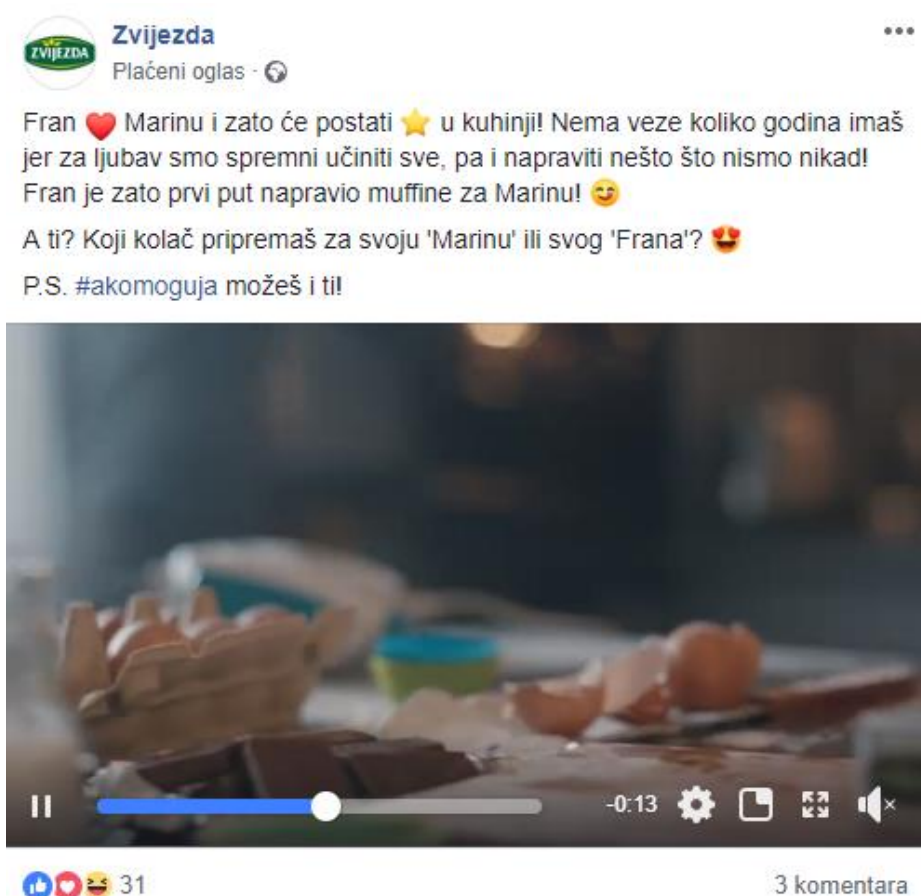 ZVIJEZDA
Zvijezda
Plaćeni oglas ·
Fran ❤️ Marinu i zato će postati ⭐ u kuhinji! Nema veze koliko godina imaš
jer za ljubav smo spremni učiniti sve, pa i napraviti nešto što nismo nikad!
Fran je zato prvi put napravio muffine za Marinu! 😏
A ti? Koji kolač pripremaš za svoju 'Marinu' ili svog 'Frana'? 😍
P.S. #akomoguja možeš i ti!
-0:13
31
3 komentara